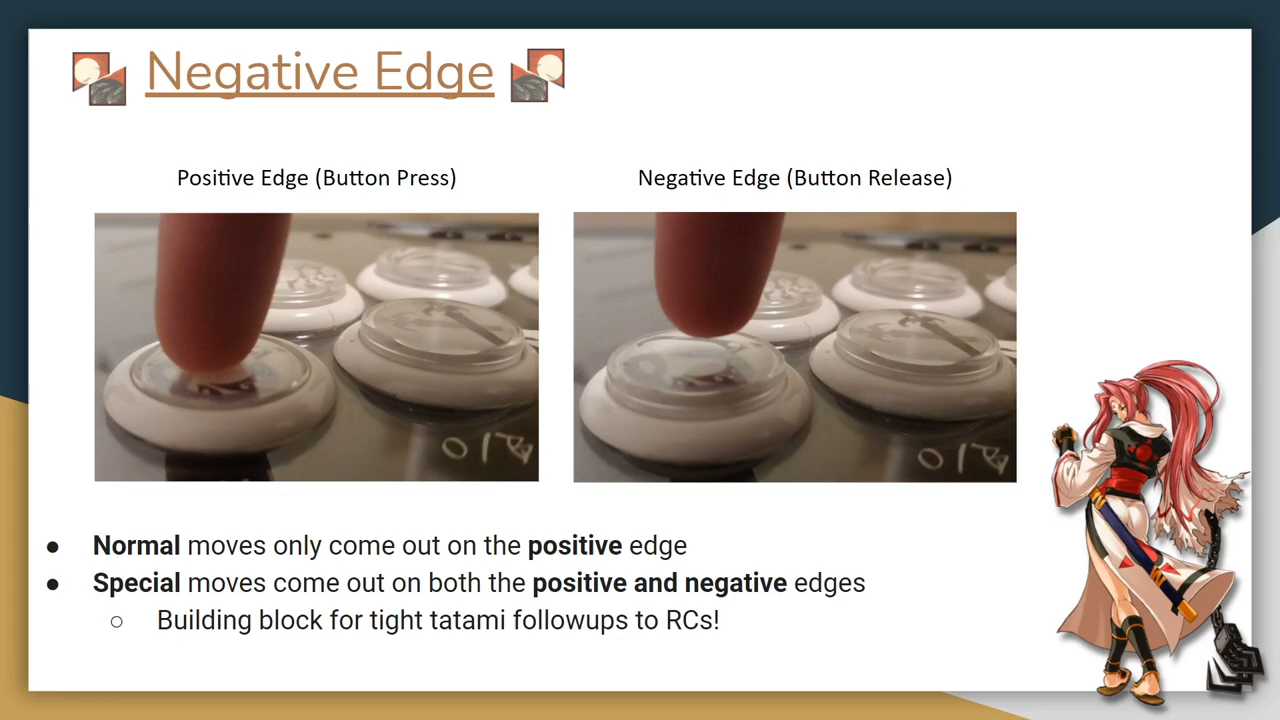 Negative Edge
Positive Edge (Button Press)
Negative Edge (Button Release)
● Normal moves only come out on the positive edge
● Special moves come out on both the positive and negative edges
○ Building block for tight tatami followups to RCs!